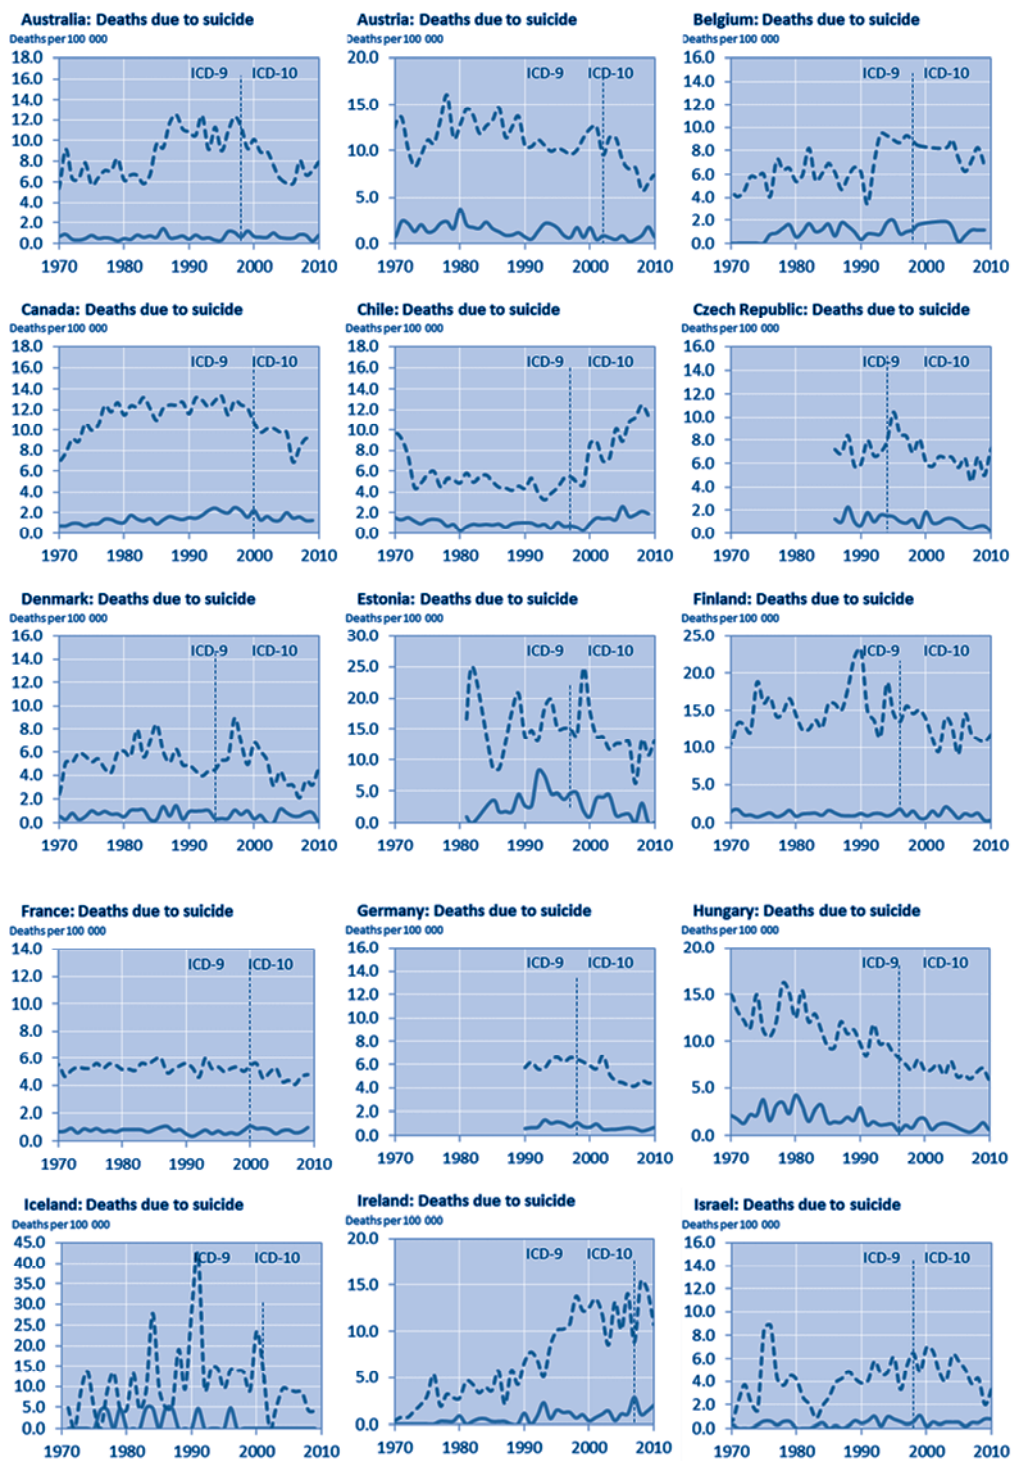 Australia: Deaths due to suicide
Deaths per 100 000
18.0
16.0
14.0
12.0
10.0
8.0
6.0
4.0
2.0
0.0
ICD-9
ICD-10
1970 1980 1990 2000 2010
Austria: Deaths due to suicide
Deaths per 100 000
20.0
15.0
10.0
5.0
0.0
ICD-9
ICD-10
1970 1980 1990 2000 2010
Belgium: Deaths due to suicide
Deaths per 100 000
16.0
14.0
12.0
10.0
8.0
6.0
4.0
2.0
0.0
ICD-9
ICD-10
1970 1980 1990 2000 2010
Canada: Deaths due to suicide
Deaths per 100 000
18.0
16.0
14.0
12.0
10.0
8.0
6.0
4.0
2.0
0.0
ICD-9
ICD-10
1970 1980 1990 2000 2010
Chile: Deaths due to suicide
Deaths per 100 000
18.0
16.0
14.0
12.0
10.0
8.0
6.0
4.0
2.0
0.0
ICD-9
ICD-10
1970 1980 1990 2000 2010
Czech Republic: Deaths due to suicide
Deaths per 100 000
16.0
14.0
12.0
10.0
8.0
6.0
4.0
2.0
0.0
ICD-9
ICD-10
1970 1980 1990 2000 2010
Denmark: Deaths due to suicide
Deaths per 100 000
16.0
14.0
12.0
10.0
8.0
6.0
4.0
2.0
0.0
ICD-9
ICD-10
1970 1980 1990 2000 2010
Estonia: Deaths due to suicide
Deaths per 100 000
30.0
25.0
20.0
15.0
10.0
5.0
0.0
ICD-9
ICD-10
1970 1980 1990 2000 2010
Finland: Deaths due to suicide
Deaths per 100 000
25.0
20.0
15.0
10.0
5.0
0.0
ICD-9
ICD-10
1970 1980 1990 2000 2010
France: Deaths due to suicide
Deaths per 100 000
14.0
12.0
10.0
8.0
6.0
4.0
2.0
0.0
ICD-9
ICD-10
1970 1980 1990 2000 2010
Germany: Deaths due to suicide
Deaths per 100 000
16.0
14.0
12.0
10.0
8.0
6.0
4.0
2.0
0.0
ICD-9
ICD-10
1970 1980 1990 2000 2010
Hungary: Deaths due to suicide
Deaths per 100 000
20.0
15.0
10.0
5.0
0.0
ICD-9
ICD-10
1970 1980 1990 2000 2010
Iceland: Deaths due to suicide
Deaths per 100 000
45.0
40.0
35.0
30.0
25.0
20.0
15.0
10.0
5.0
0.0
ICD-9
ICD-10
1970 1980 1990 2000 2010
Ireland: Deaths due to suicide
Deaths per 100 000
20.0
15.0
10.0
5.0
0.0
ICD-9
ICD-10
1970 1980 1990 2000 2010
Israel: Deaths due to suicide
Deaths per 100 000
16.0
14.0
12.0
10.0
8.0
6.0
4.0
2.0
0.0
ICD-9
ICD-10
1970 1980 1990 2000 2010